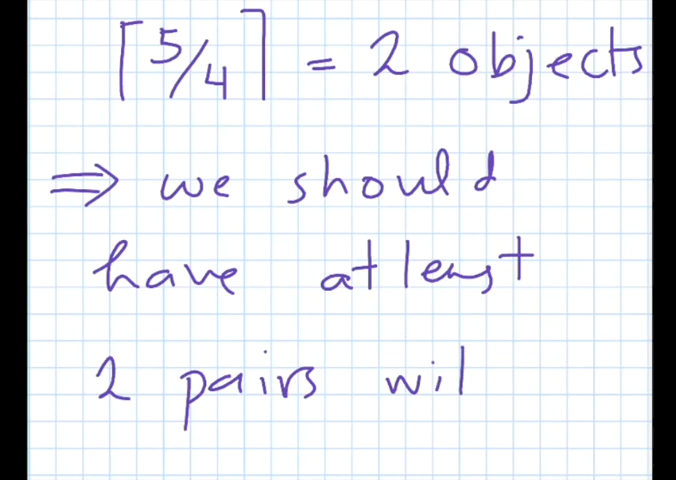 ⌈5/4⌉ = 2 objects
⇒ we should
have atleast
2 pairs wil